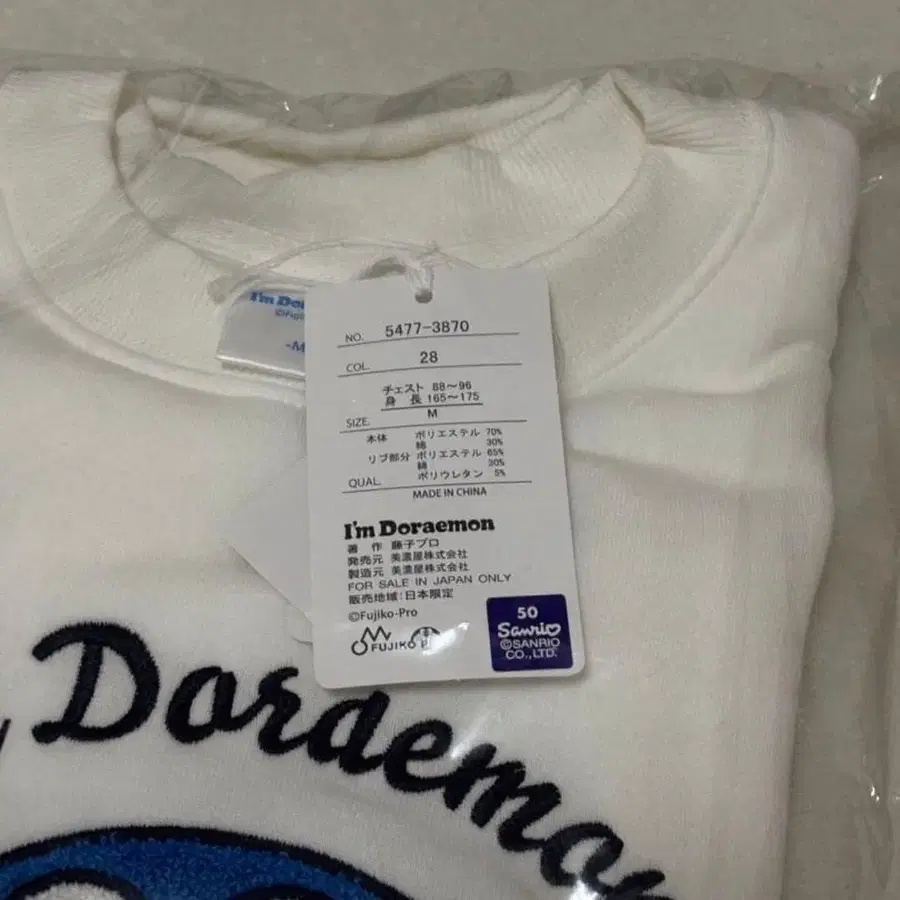 I'm Do
-M
NO. 5477-3870
COL. 28
チェスト 88～96
身長 165～175
SIZE. M
本体 ポリエステル 70%
綿 30%
リブ部分 ポリエステル 65%
綿 30%
QUAL. ポリウレタン 5%
MADE IN CHINA
I'm Doraemon
著作 藤子プロ
発売元 美濃屋株式会社
製造元 美濃屋株式会社
FOR SALE IN JAPAN ONLY
販売地域:日本限定
©Fujiko-Pro
FUJIKO P
50
Sanrio
©SANRIO
CO.,LTD.
Doraemon